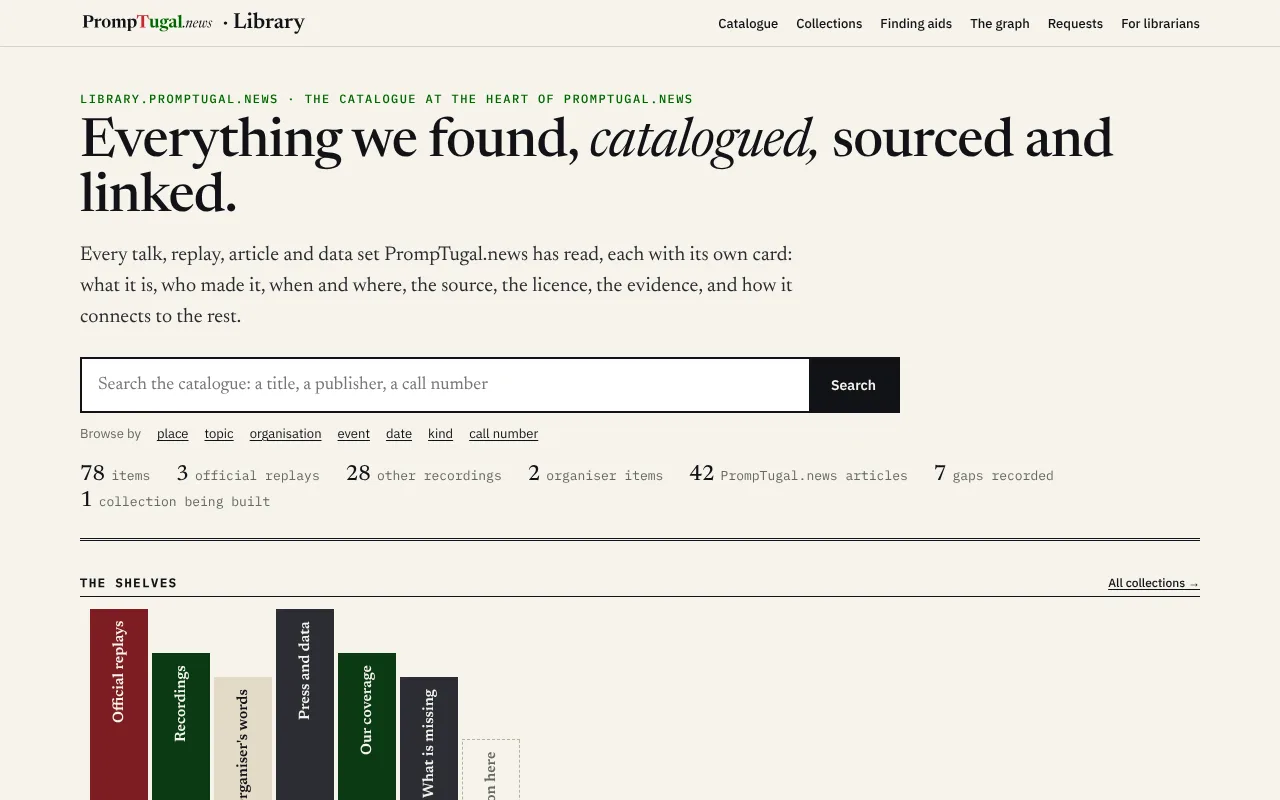 PrompTugal.news · Library
Catalogue Collections Finding aids The graph Requests For librarians
LIBRARY.PROMPTUGAL.NEWS · THE CATALOGUE AT THE HEART OF PROMPTUGAL.NEWS
Everything we found, catalogued, sourced and
linked.
Every talk, replay, article and data set PrompTugal.news has read, each with its own card:
what it is, who made it, when and where, the source, the licence, the evidence, and how it
connects to the rest.
Search the catalogue: a title, a publisher, a call number
Search
Browse by place topic organisation event date kind call number
78 items 3 official replays 28 other recordings 2 organiser items 42 PrompTugal.news articles 7 gaps recorded
1 collection being built
THE SHELVES
All collections →
Official replays
Recordings
rganiser's words
Press and data
Our coverage
What is missing
on here